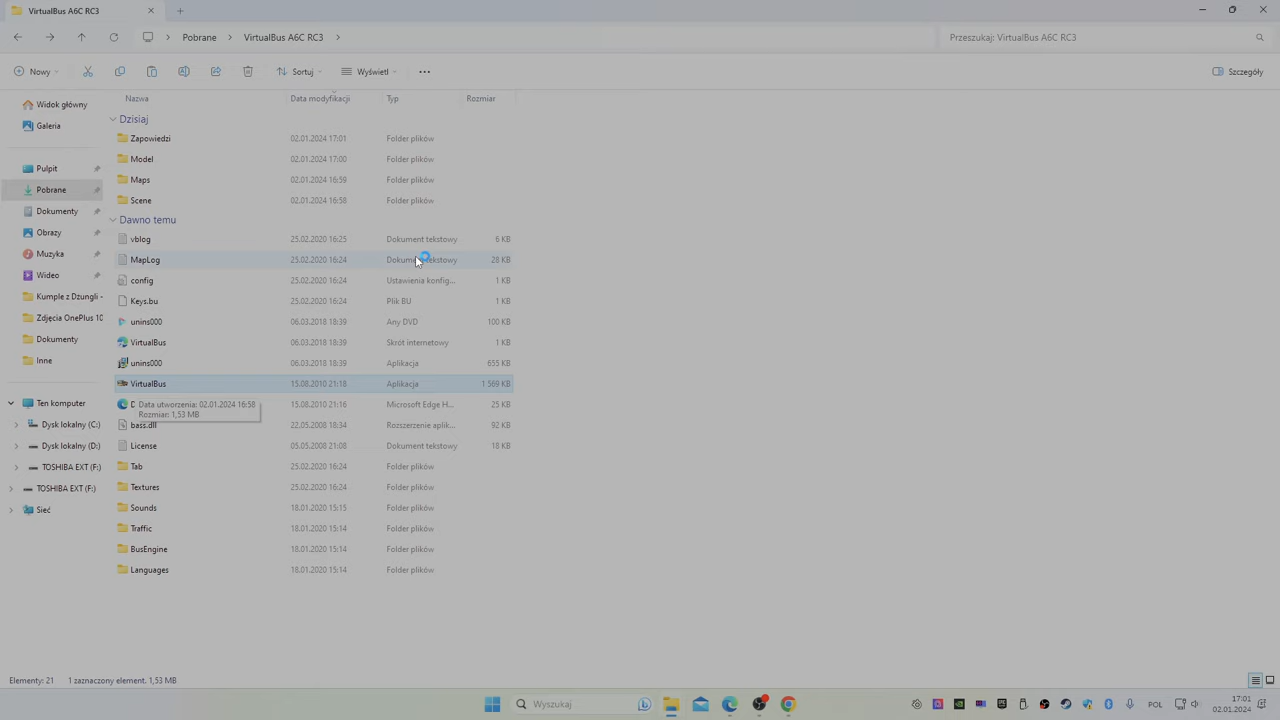 VirtualBus A6C RC3
Pobrane
VirtualBus A6C RC3
Przeszukaj: VirtualBus A6C RC3
Nowy
Sortuj
Wyświetl
Szczegóły
Nazwa Data modyfikacji Typ Rozmiar
Widok główny
Galeria
Pulpit
Pobrane
Dokumenty
Obrazy
Muzyka
Wideo
Kumple z Dżungli -
Zdjęcia OnePlus 10
Dokumenty
Inne
Ten komputer
Dysk lokalny (C:)
Dysk lokalny (D:)
TOSHIBA EXT (F:)
TOSHIBA EXT (F:)
Sieć
Dzisiaj
Zapowiedzi 02.01.2024 17:01 Folder plików
Model 02.01.2024 17:00 Folder plików
Maps 02.01.2024 16:59 Folder plików
Scene 02.01.2024 16:58 Folder plików
Dawno temu
vblog 25.02.2020 16:25 Dokument tekstowy 6 KB
MapLog 25.02.2020 16:24 Dokument tekstowy 28 KB
config 25.02.2020 16:24 Ustawienia konfig... 1 KB
Keys.bu 25.02.2020 16:24 Plik BU 1 KB
unins000 06.03.2018 18:39 Any DVD 100 KB
VirtualBus 06.03.2018 18:39 Skrót internetowy 1 KB
unins000 06.03.2018 18:39 Aplikacja 655 KB
VirtualBus 15.08.2010 21:18 Aplikacja 1 569 KB
D 15.08.2010 21:16 Microsoft Edge H... 25 KB
Data utworzenia: 02.01.2024 16:58
Rozmiar: 1,53 MB
bass.dll 22.05.2008 18:34 Rozszerzenie aplik... 92 KB
License 05.05.2008 21:08 Dokument tekstowy 18 KB
Tab 25.02.2020 16:24 Folder plików
Textures 25.02.2020 16:24 Folder plików
Sounds 18.01.2020 15:15 Folder plików
Traffic 18.01.2020 15:14 Folder plików
BusEngine 18.01.2020 15:14 Folder plików
Languages 18.01.2020 15:14 Folder plików
Elementy: 21 1 zaznaczony element. 1,53 MB
Wyszukaj
POL
17:01
02.01.2024